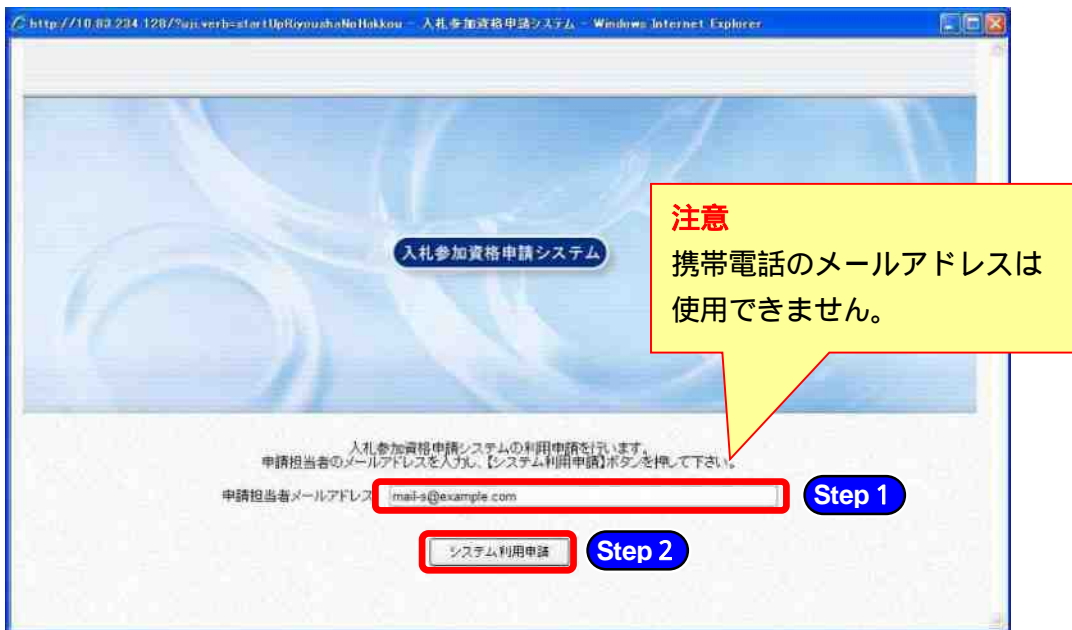 http://10.83.234.128/?uji.verb=startUpRiyoushaNoHakkou - 入札参加資格申請システム - Windows Internet Explorer
入札参加資格申請システム
注意
携帯電話のメールアドレスは
使用できません。
入札参加資格申請システムの利用申請を行います。
申請担当者のメールアドレスを入力し、【システム利用申請】ボタンを押して下さい。
申請担当者メールアドレス mail-s@example.com Step 1
システム利用申請 Step 2